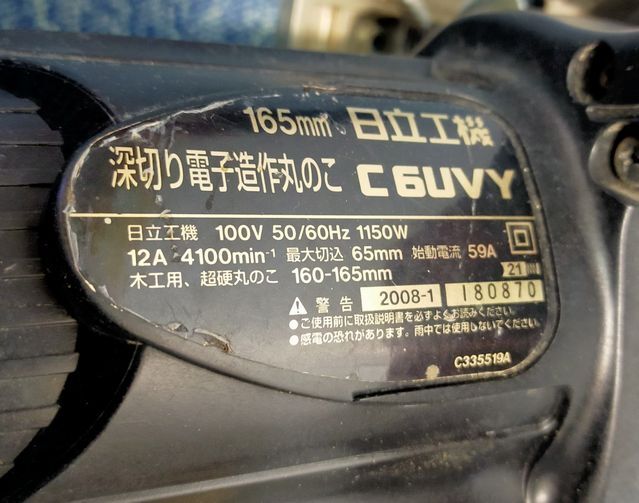 165mm 日立工機
深切り電子造作丸のこ C6UVY
日立工機 100V 50/60Hz 1150W
12A 4100min⁻¹ 最大切込 65mm 始動電流 59A
木工用、超硬丸のこ 160-165mm 21
警告 2008-1 180870
●ご使用前に取扱説明書を必ずよくお読みください。
●感電の恐れがあります。雨中では使用しないでください。
C335519A